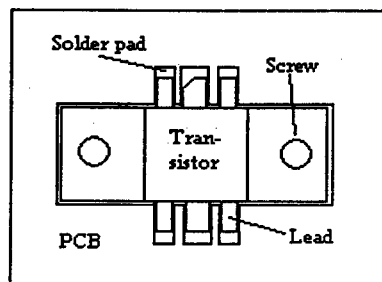 Solder pad
Screw
Tran-
sistor
PCB
Lead